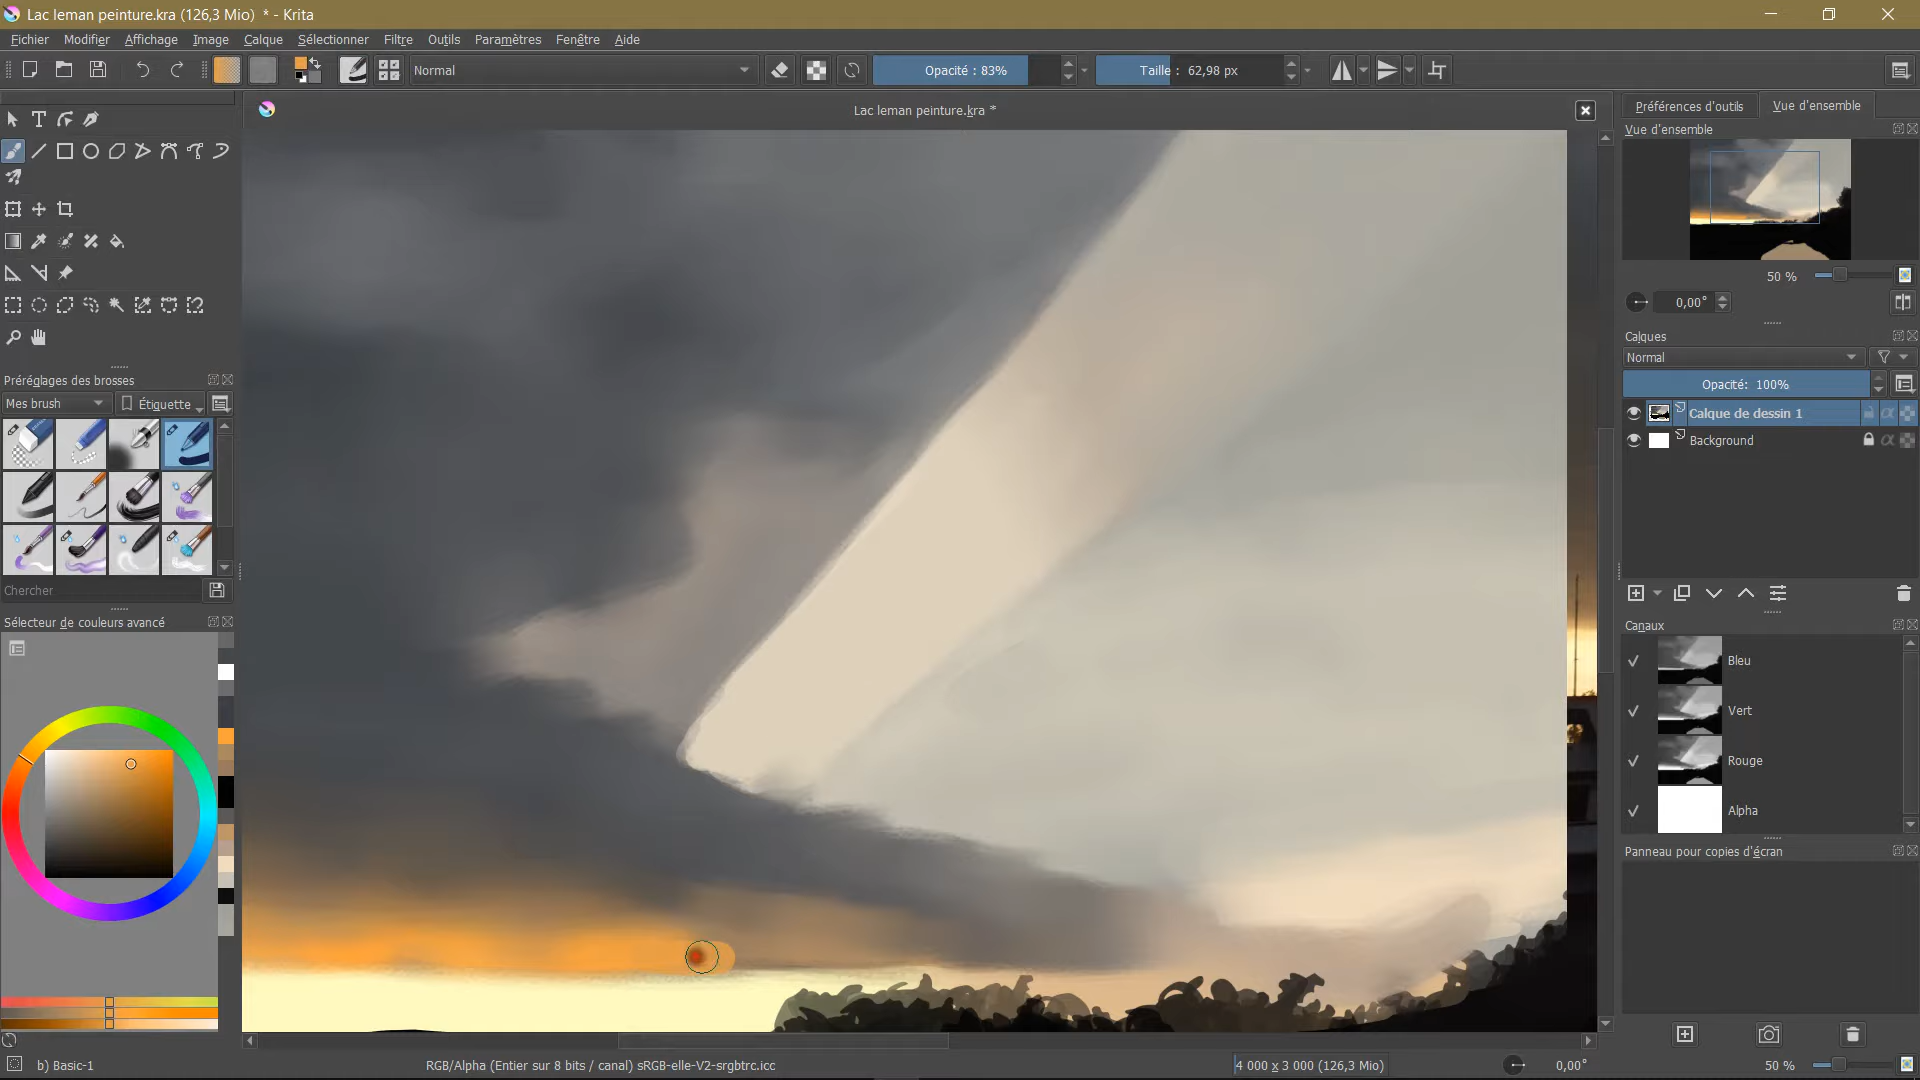 Lac leman peinture.kra (126,3 Mio)  * - Krita
Fichier Modifier Affichage Image Calque Sélectionner Filtre Outils Paramètres Fenêtre Aide
Normal
Opacité : 83%
Taille : 62,98 px
Lac leman peinture.kra *
Préférences d'outils Vue d'ensemble
Vue d'ensemble
50 %
0,00°
Calques
Normal
Opacité: 100%
Calque de dessin 1
Background
Préréglages des brosses
Mes brush
Étiquette
Chercher
Sélecteur de couleurs avancé
Canaux
Bleu
Vert
Rouge
Alpha
Panneau pour copies d'écran
b) Basic-1
RGB/Alpha (Entier sur 8 bits / canal) sRGB-elle-V2-srgbtrc.icc
4 000 x 3 000 (126,3 Mio)
0,00°
50 %